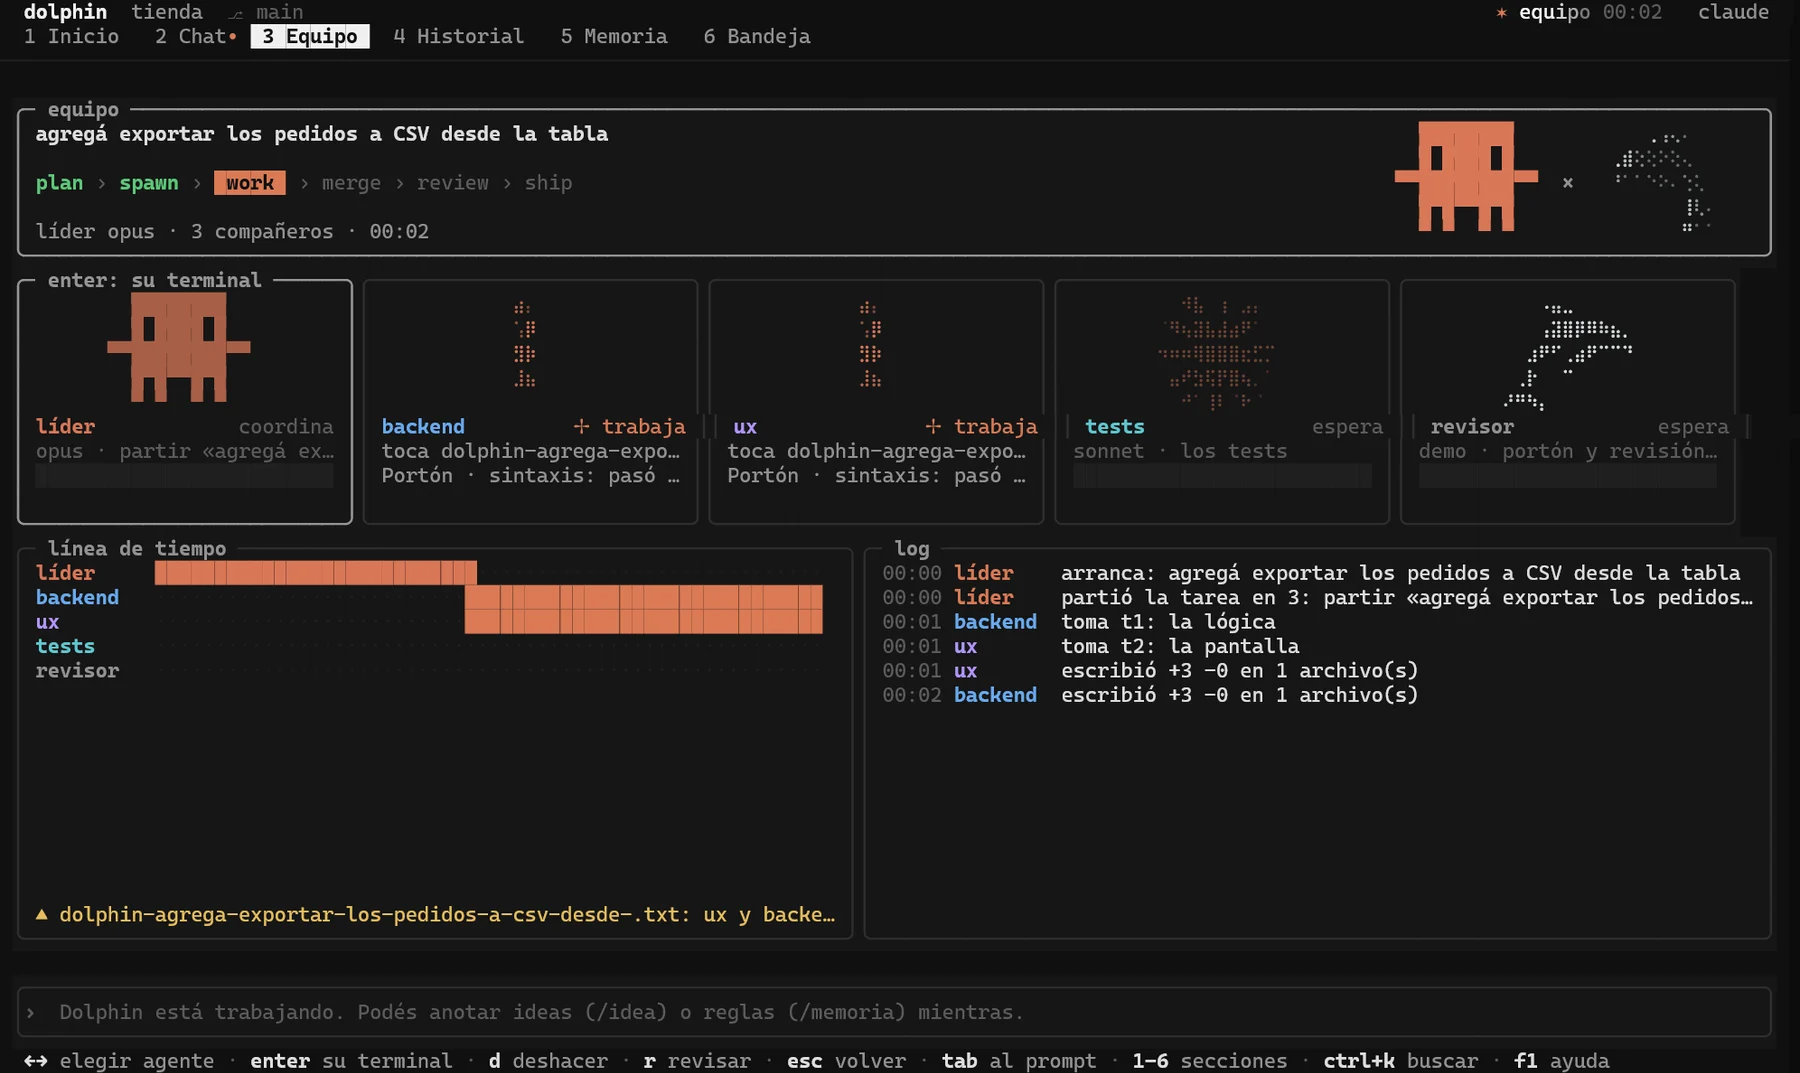 dolphin tienda main ✶ equipo 00:02 claude
1 Inicio 2 Chat• 3 Equipo 4 Historial 5 Memoria 6 Bandeja
equipo
agregá exportar los pedidos a CSV desde la tabla
plan › spawn › work › merge › review › ship
×
líder opus · 3 compañeros · 00:02
enter: su terminal
líder coordina
opus · partir «agregá ex…
backend + trabaja
toca dolphin-agrega-expo…
Portón · sintaxis: pasó …
ux + trabaja
toca dolphin-agrega-expo…
Portón · sintaxis: pasó …
tests espera
sonnet · los tests
revisor espera
demo · portón y revisión…
línea de tiempo
líder
backend
ux
tests
revisor
▲ dolphin-agrega-exportar-los-pedidos-a-csv-desde-.txt: ux y backe…
log
00:00 líder arranca: agregá exportar los pedidos a CSV desde la tabla
00:00 líder partió la tarea en 3: partir «agregá exportar los pedidos…
00:01 backend toma t1: la lógica
00:01 ux toma t2: la pantalla
00:01 ux escribió +3 −0 en 1 archivo(s)
00:02 backend escribió +3 −0 en 1 archivo(s)
› Dolphin está trabajando. Podés anotar ideas (/idea) o reglas (/memoria) mientras.
↔ elegir agente · enter su terminal · d deshacer · r revisar · esc volver · tab al prompt · 1-6 secciones · ctrl+k buscar · f1 ayuda